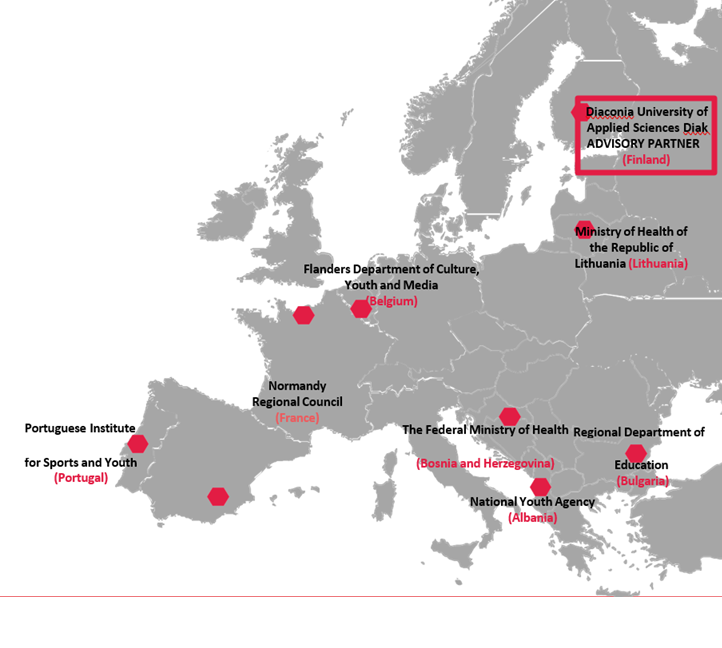 Diaconia University of
Applied Sciences Diak
ADVISORY PARTNER
(Finland)
Ministry of Health of
the Republic of
Lithuania (Lithuania)
Flanders Department of Culture,
Youth and Media
(Belgium)
Normandy
Regional Council
(France)
Portuguese Institute
for Sports and Youth
(Portugal)
The Federal Ministry of Health
(Bosnia and Herzegovina)
Regional Department of
Education
(Bulgaria)
National Youth Agency
(Albania)